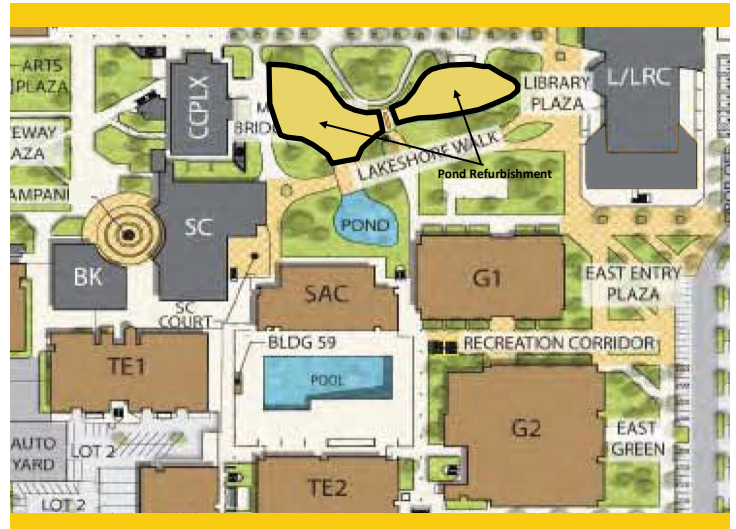 ARTS
PLAZA
CCPLX
LIBRARY
PLAZA
L/LRC
EWAY
AZA
M
BRID
LAKESHORE WALK
Pond Refurbishment
AMPANI
SC
POND
BK
SAC
G1
EAST ENTRY
PLAZA
SC
COURT
BLDG 59
RECREATION CORRIDOR
TE1
POOL
G2
EAST
GREEN
AUTO
YARD
LOT 2
TE2
LOT 2